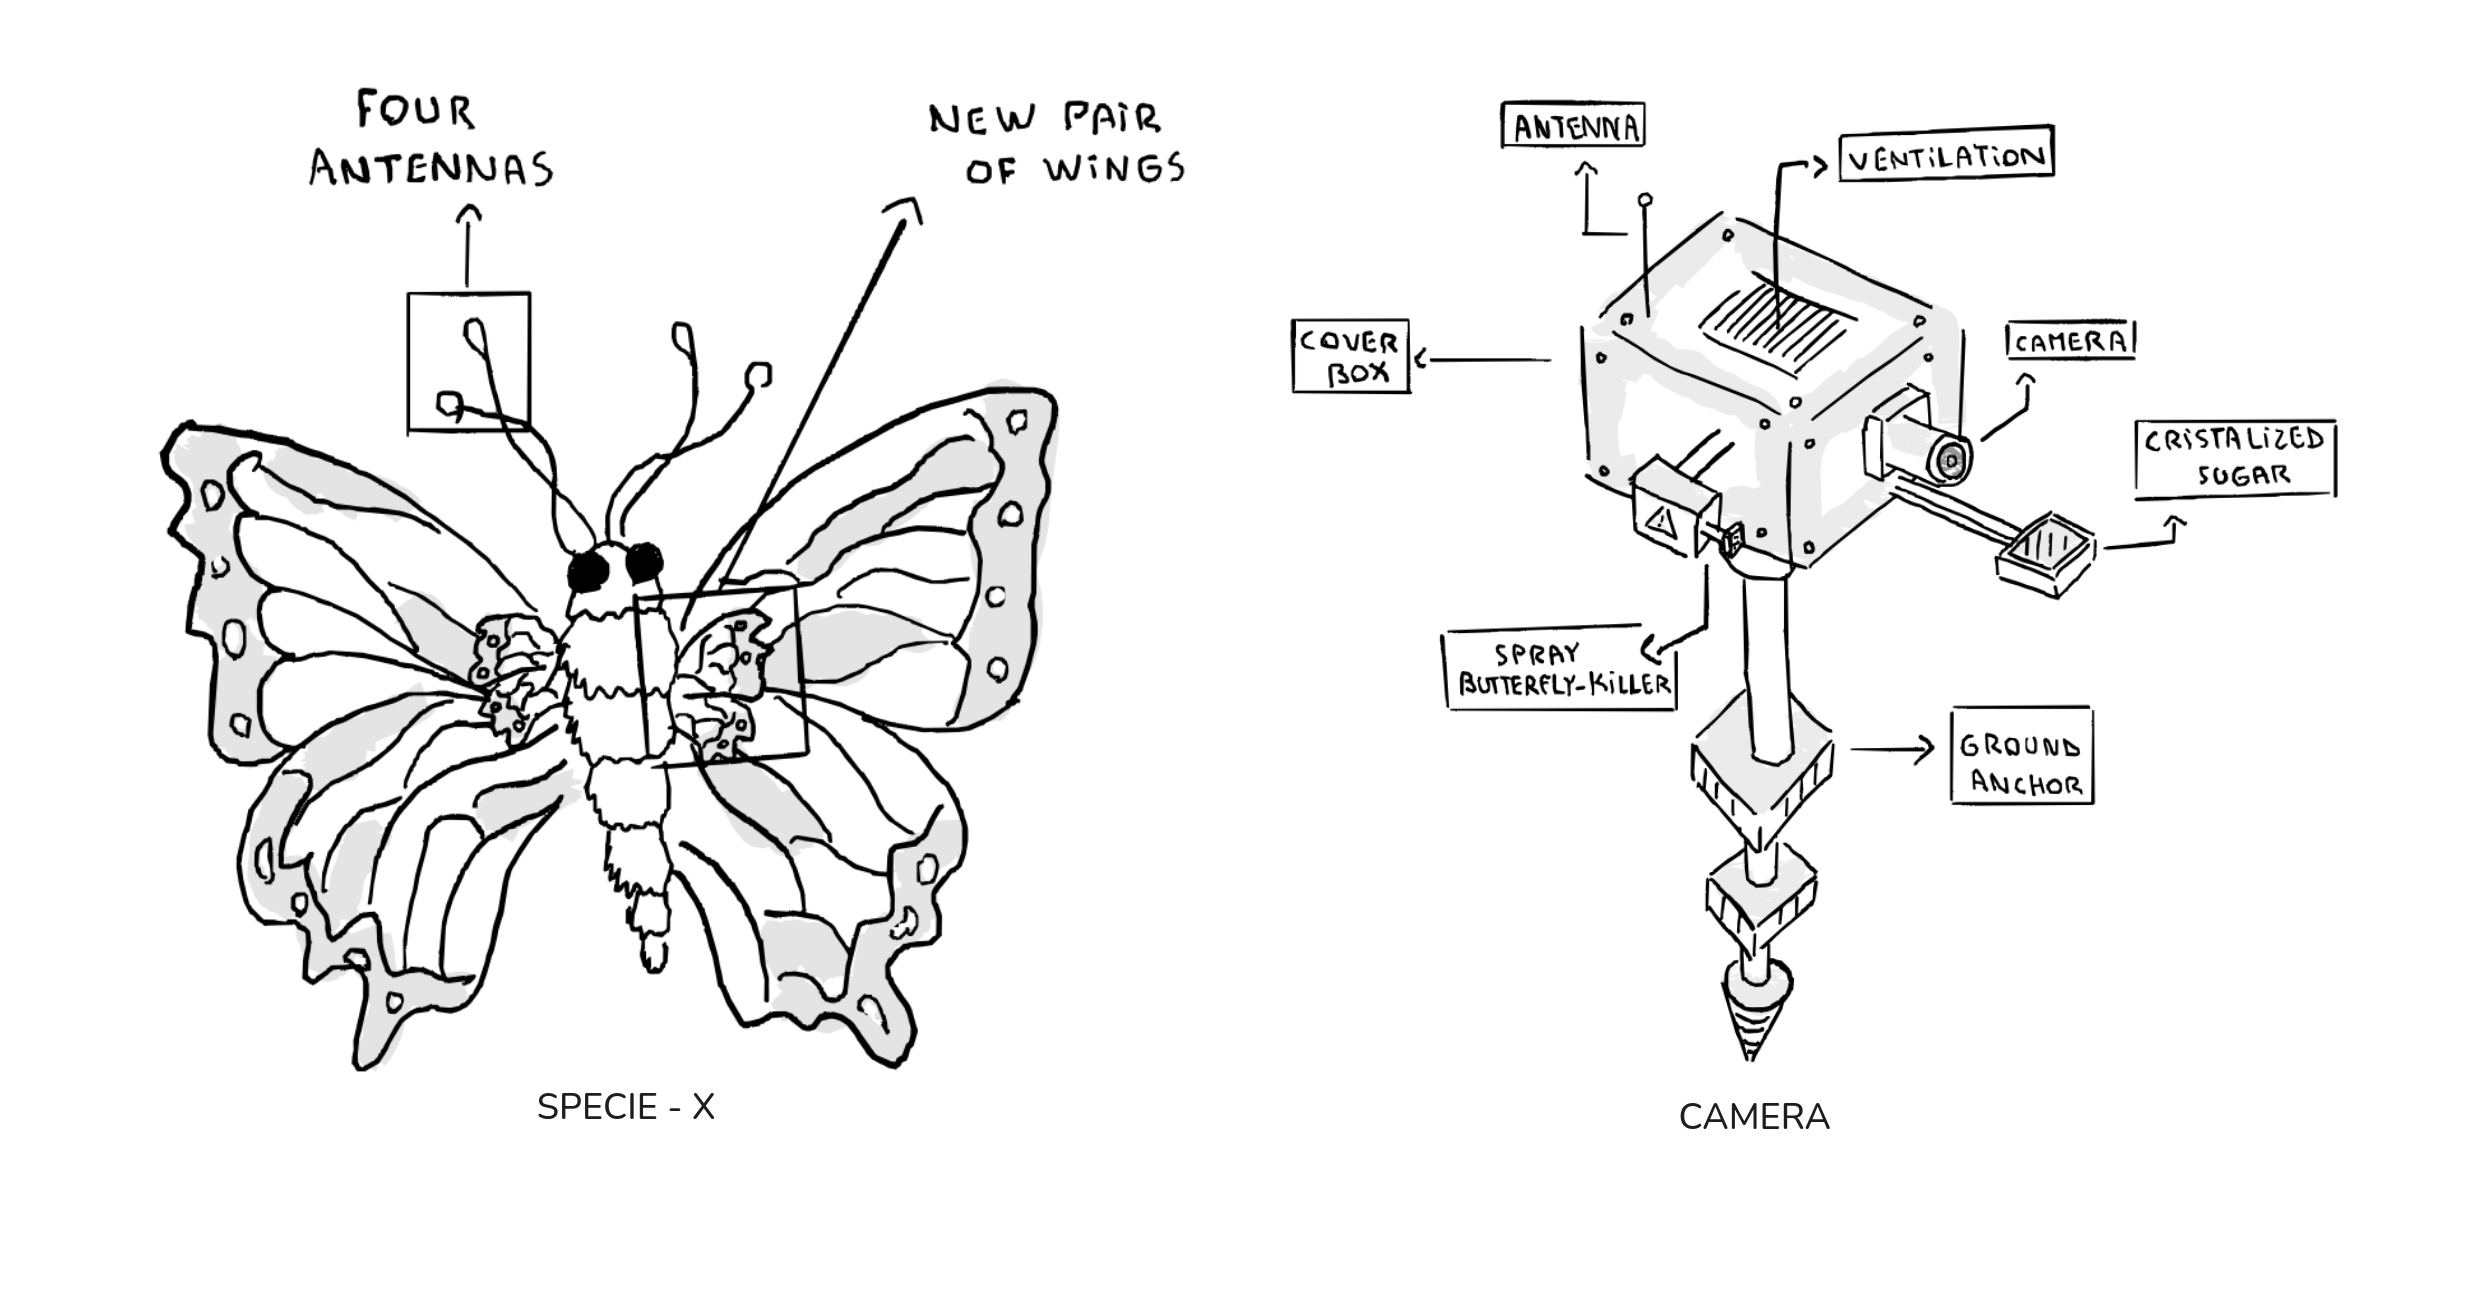 FOUR
ANTENNAS
NEW PAiR
OF WiNGS
SPECIE - X
ANTENNA
VENTiLATiON
COVER
BOX
CAMERA
CRiSTALiZED
SUGAR
SPRAY
BUTTERFLY-KiLLER
GROUND
ANCHOR
CAMERA